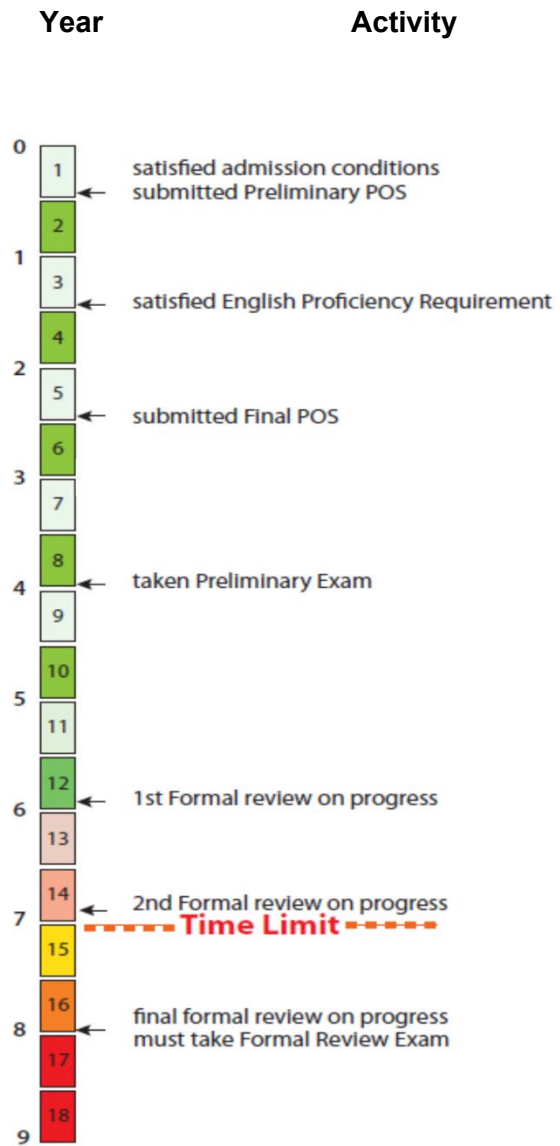 Year Activity
0
1 satisfied admission conditions
submitted Preliminary POS
2
1
3
satisfied English Proficiency Requirement
4
2
5
submitted Final POS
6
3
7
8
taken Preliminary Exam
4
9
10
5
11
12
1st Formal review on progress
6
13
14
2nd Formal review on progress
7
Time Limit
15
16
final formal review on progress
8
must take Formal Review Exam
17
18
9